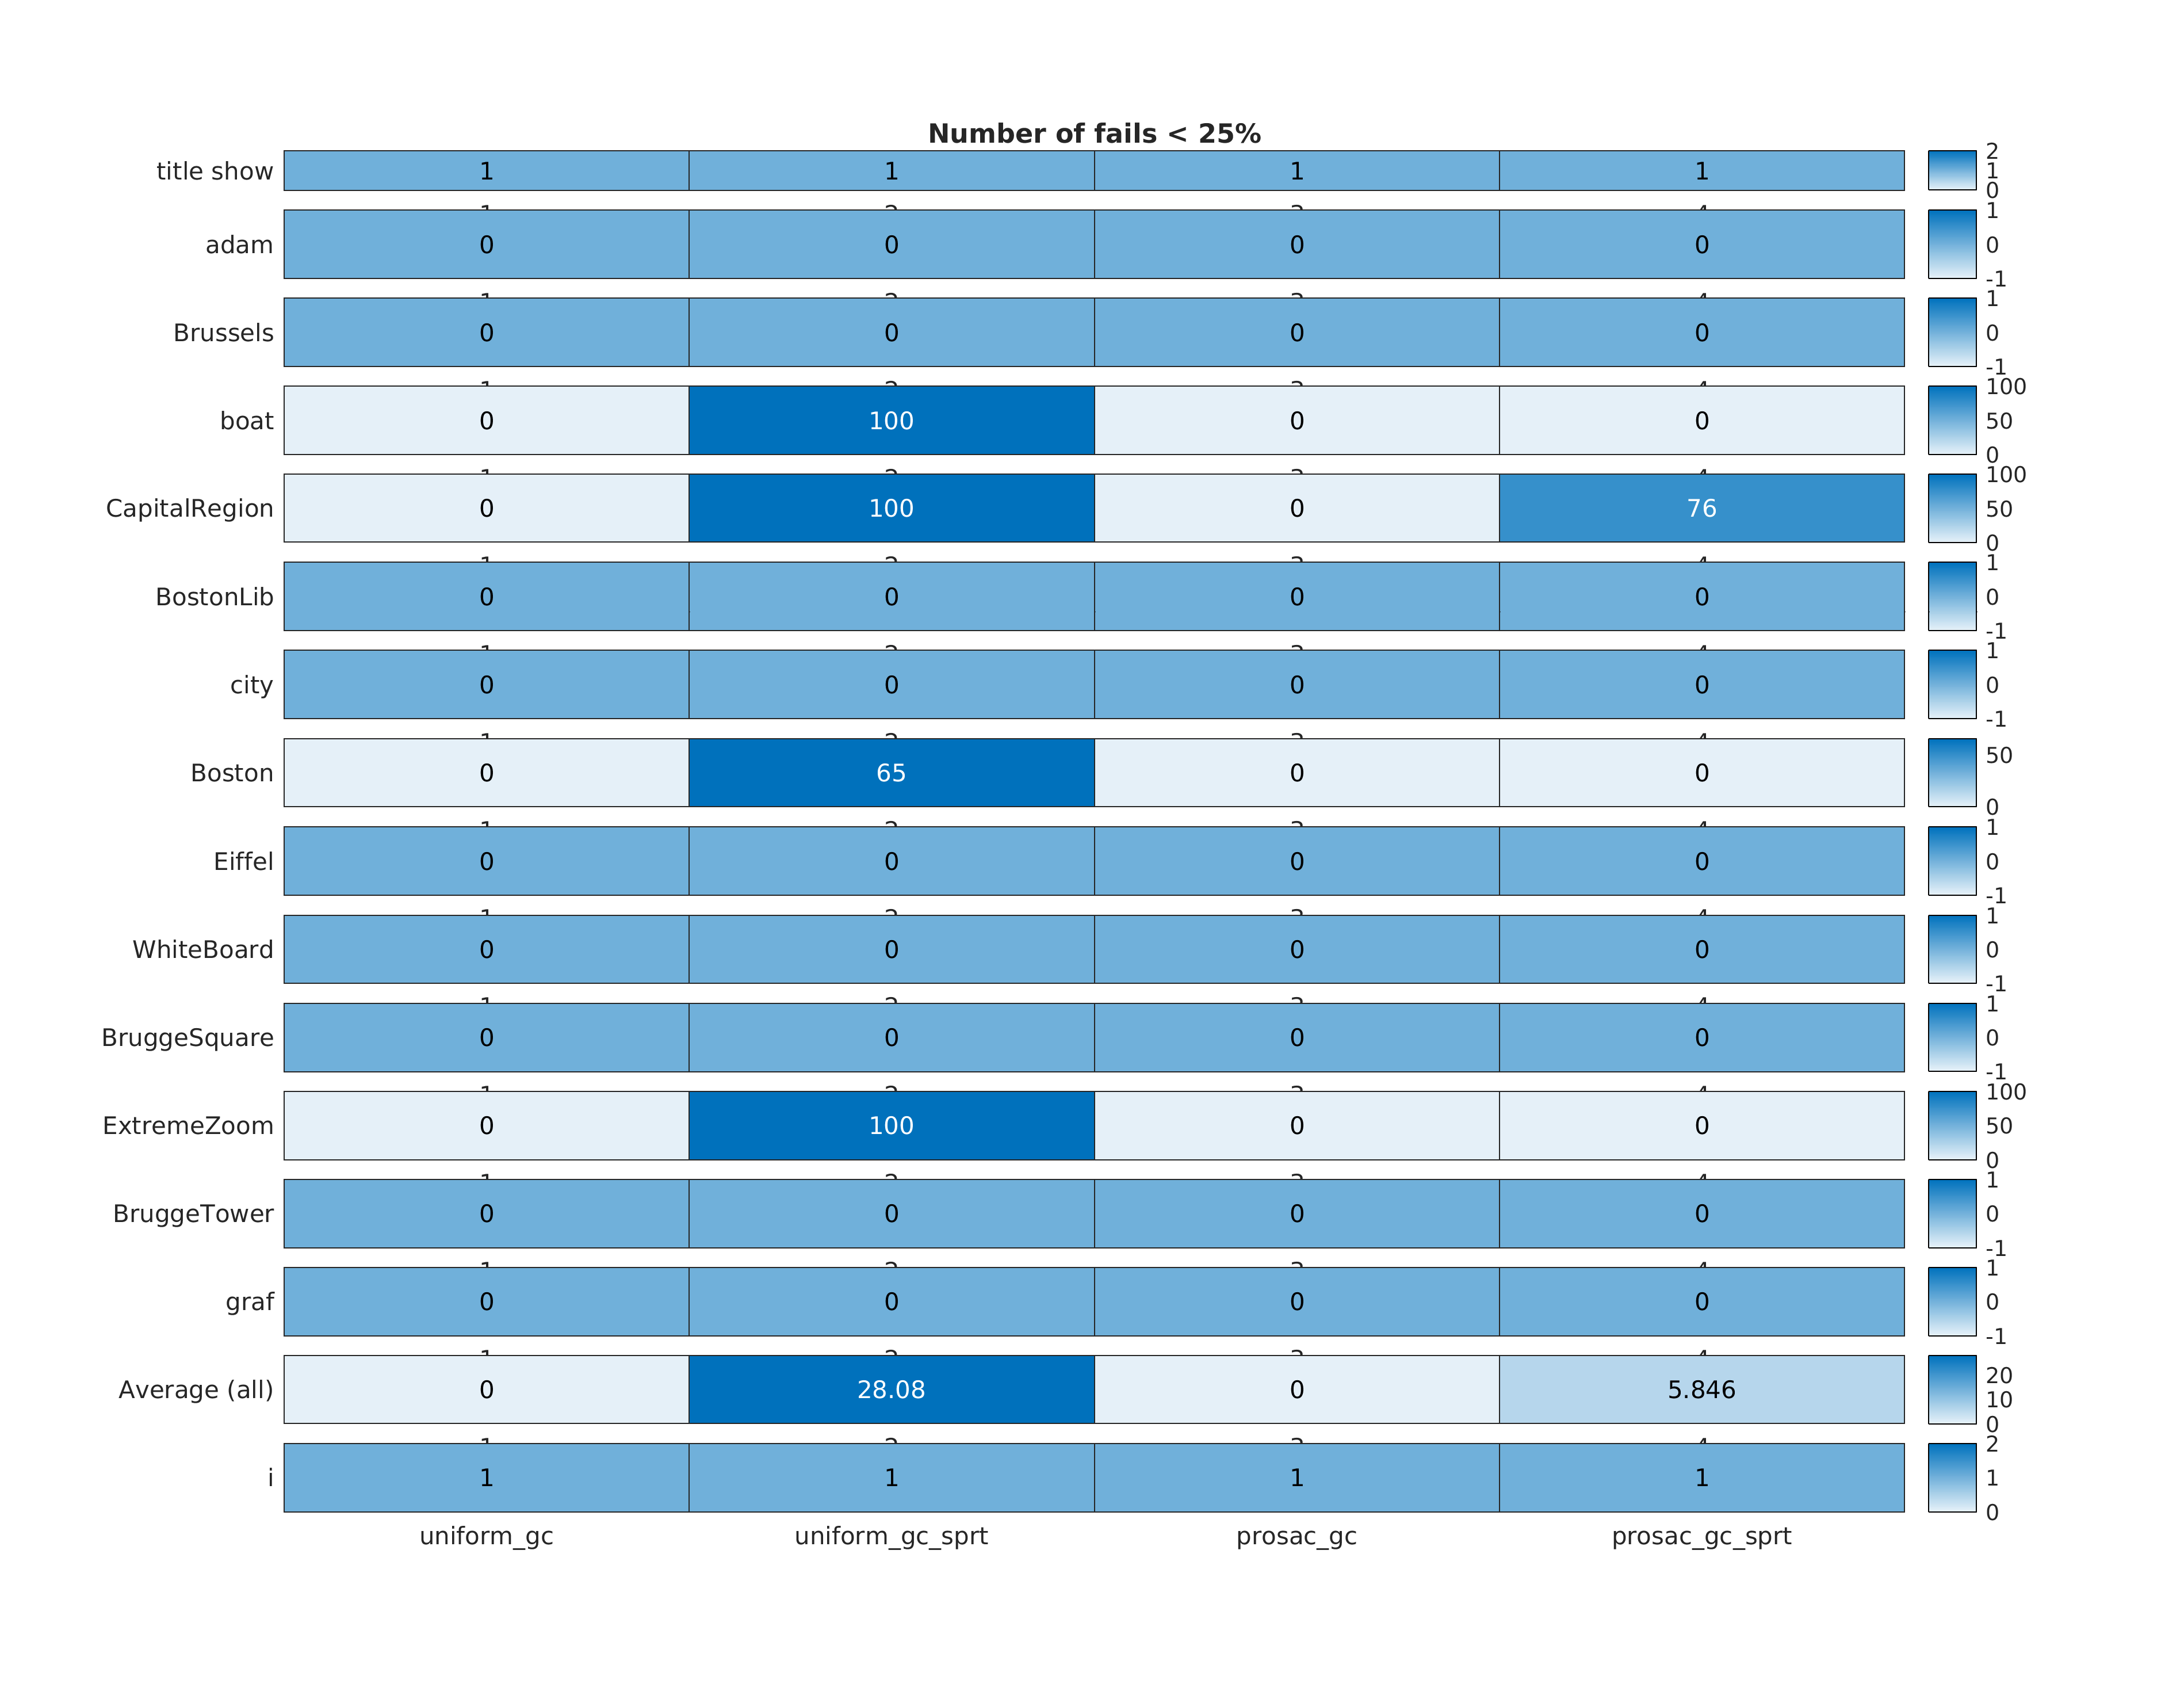 Number of fails < 25%
title show 1 1 1 1 2 1 0
adam 0 0 0 0 1 0 -1
Brussels 0 0 0 0 1 0 -1
boat 0 100 0 0 100 50 0
CapitalRegion 0 100 0 76 100 50 0
BostonLib 0 0 0 0 1 0 -1
city 0 0 0 0 1 0 -1
Boston 0 65 0 0 50 0
Eiffel 0 0 0 0 1 0 -1
WhiteBoard 0 0 0 0 1 0 -1
BruggeSquare 0 0 0 0 1 0 -1
ExtremeZoom 0 100 0 0 100 50 0
BruggeTower 0 0 0 0 1 0 -1
graf 0 0 0 0 1 0 -1
Average (all) 0 28.08 0 5.846 20 10 0
i 1 1 1 1 2 1 0
uniform_gc uniform_gc_sprt prosac_gc prosac_gc_sprt